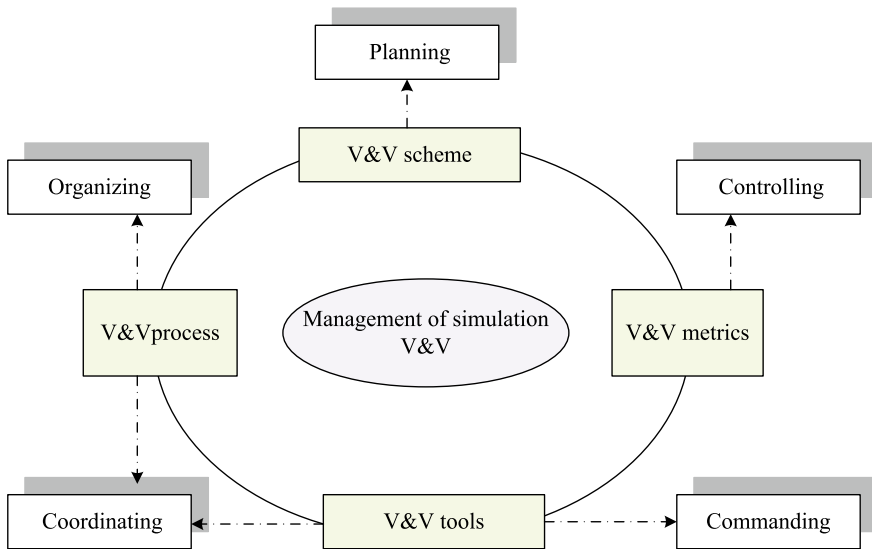 Planning
V&V scheme
Organizing
Controlling
V&Vprocess
Management of simulation
V&V
V&V metrics
Coordinating
V&V tools
Commanding